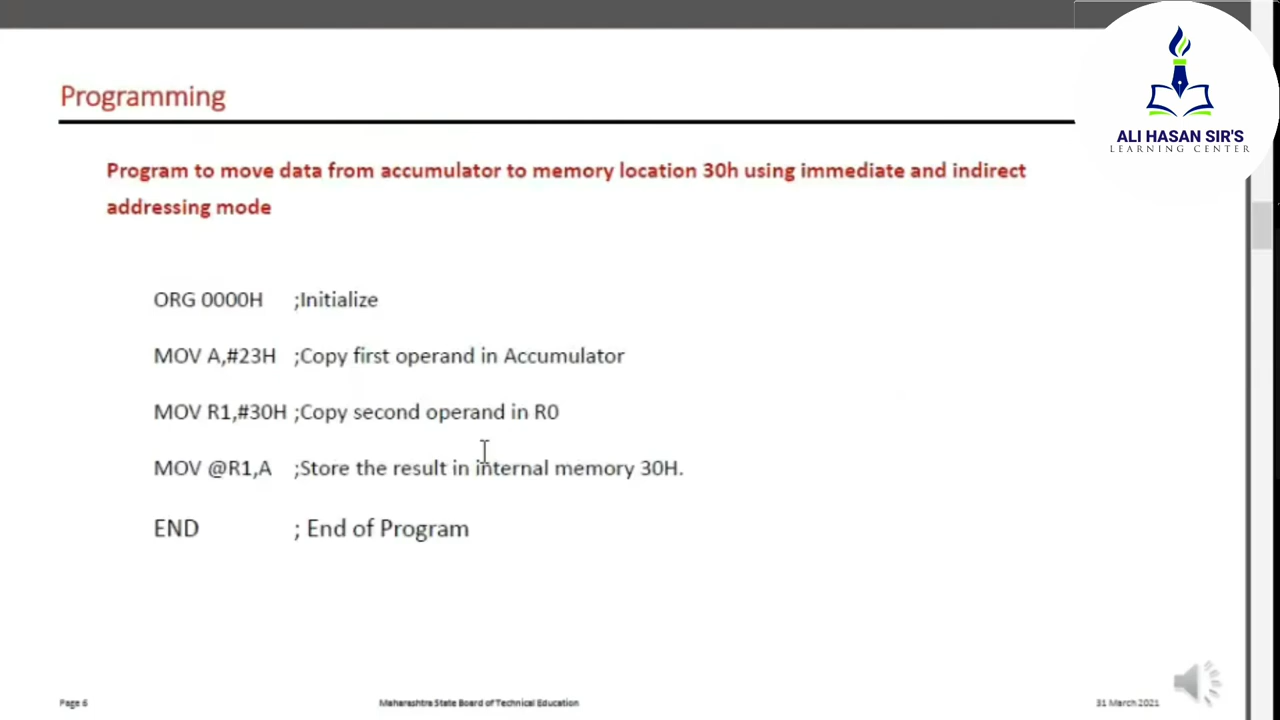 ALI HASAN SIR'S
LEARNING CENTER
Programming
Program to move data from accumulator to memory location 30h using immediate and indirect
addressing mode
ORG 0000H ;Initialize
MOV A,#23H ;Copy first operand in Accumulator
MOV R1,#30H ;Copy second operand in R0
MOV @R1,A ;Store the result in internal memory 30H.
END ; End of Program
Page 6 Maharashtra State Board of Technical Education 31 March 2021